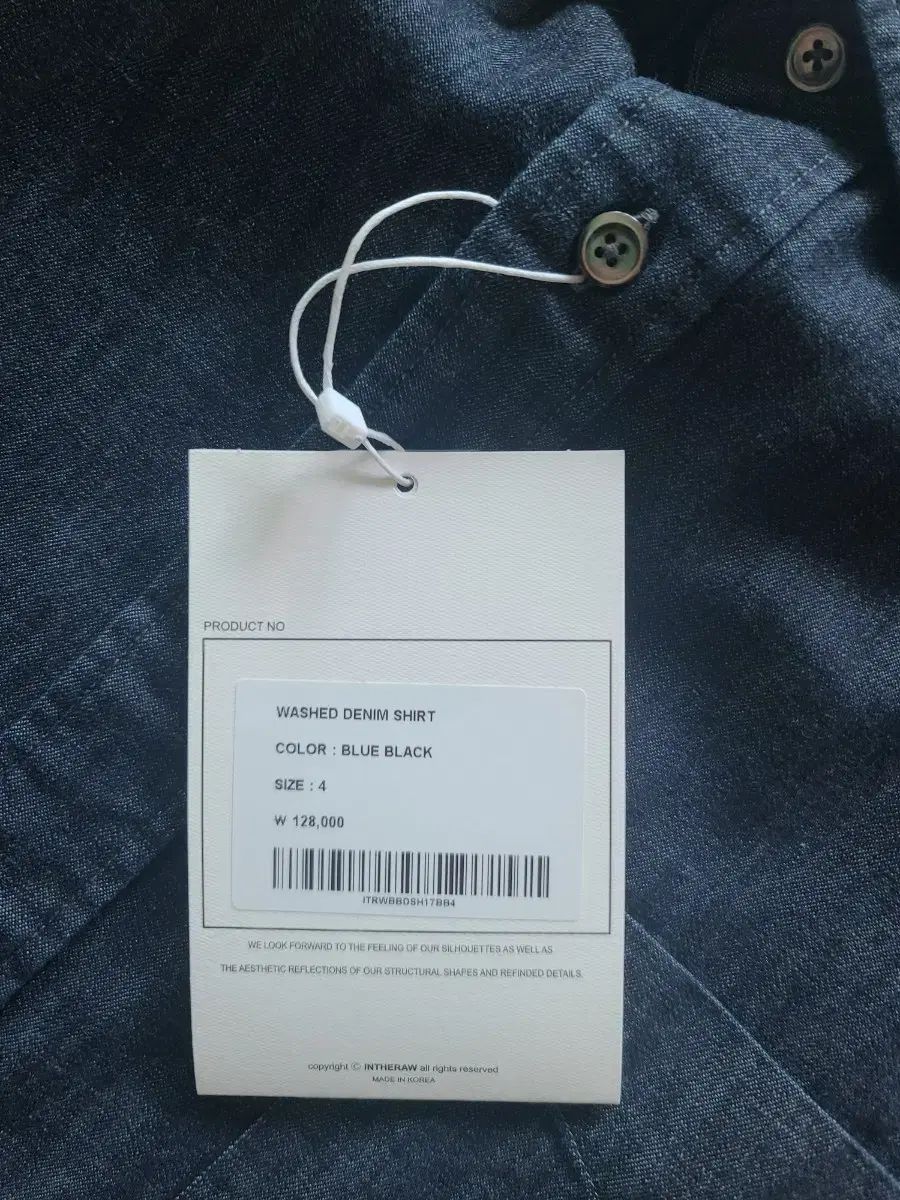 PRODUCT NO
WASHED DENIM SHIRT
COLOR : BLUE BLACK
SIZE : 4
₩ 128,000
ITRWBBDSH17BB4
WE LOOK FORWARD TO THE FEELING OF OUR SILHOUETTES AS WELL AS
THE AESTHETIC REFLECTIONS OF OUR STRUCTURAL SHAPES AND REFINDED DETAILS.
copyright © INTHERAW all rights reserved
MADE IN KOREA